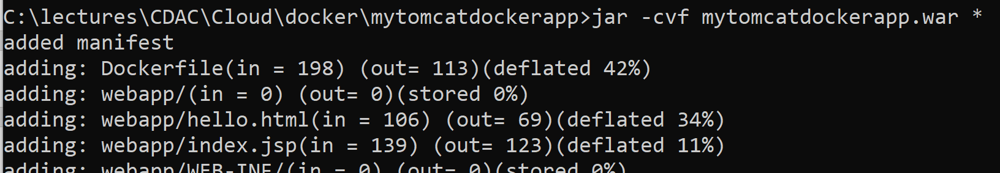 C:\lectures\CDAC\Cloud\docker\mytomcatdockerapp>jar -cvf mytomcatdockerapp.war *
added manifest
adding: Dockerfile(in = 198) (out= 113)(deflated 42%)
adding: webapp/(in = 0) (out= 0)(stored 0%)
adding: webapp/hello.html(in = 106) (out= 69)(deflated 34%)
adding: webapp/index.jsp(in = 139) (out= 123)(deflated 11%)
adding: webapp/WEB-INF/(in = 0) (out= 0)(stored 0%)